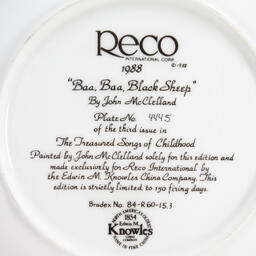 Reco
INTERNATIONAL CORP.
© 1988
1988
"Baa, Baa, Black Sheep"
By John McClelland
Plate No. 4445
of the third issue in
The Treasured Songs of Childhood
Painted by John McClelland solely for this edition and
made exclusively for Reco International by
the Edwin M. Knowles China Company. This
edition is strictly limited to 150 firing days.
Bradex No. 84-R60-15.3
1854
Edwin M.
Knowles
CHINA
COMPANY